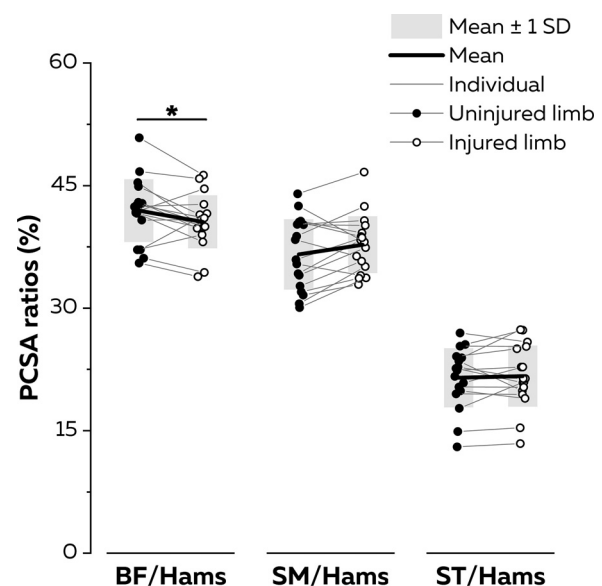 Mean ± 1 SD
Mean
Individual
Uninjured limb
Injured limb
60
45
30
15
0
PCSA ratios (%)
*
BF/Hams SM/Hams ST/Hams